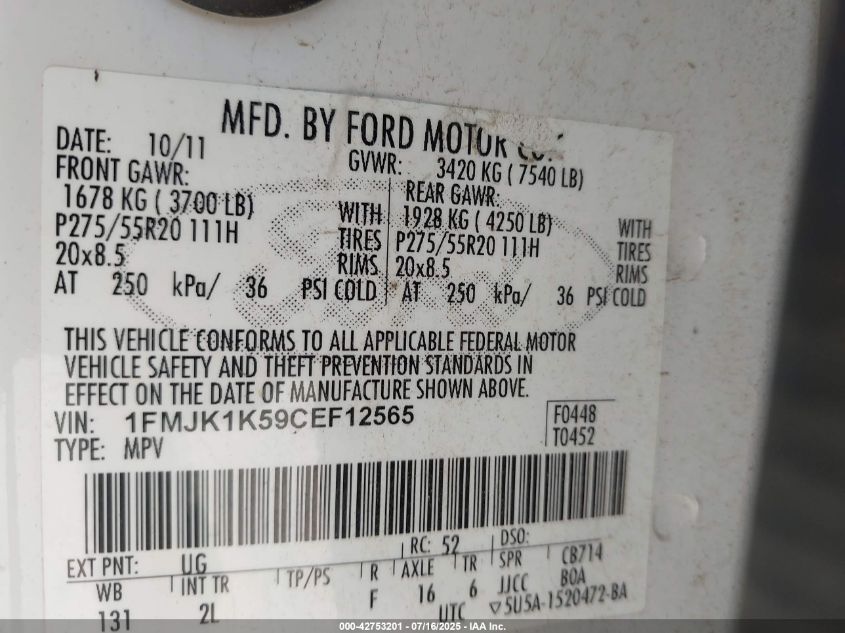 MFD. BY FORD MOTOR CO.
DATE: 10/11 GVWR: 3420 KG ( 7540 LB)
FRONT GAWR: REAR GAWR:
1678 KG ( 3700 LB) WITH 1928 KG ( 4250 LB) WITH
P275/55R20 111H TIRES P275/55R20 111H TIRES
20x8.5 RIMS 20x8.5 RIMS
AT 250 kPa/ 36 PSI COLD AT 250 kPa/ 36 PSI COLD
THIS VEHICLE CONFORMS TO ALL APPLICABLE FEDERAL MOTOR
VEHICLE SAFETY AND THEFT PREVENTION STANDARDS IN
EFFECT ON THE DATE OF MANUFACTURE SHOWN ABOVE.
VIN: 1FMJK1K59CEF12565 F0448
TYPE: MPV T0452
EXT PNT: UG RC: 52 DSO:
WB INT TR TP/PS R AXLE TR SPR CB714
131 2L F 16 6 JJCC BOA
UTC ▽5U5A-1520472-BA
000-42753201 - 07/16/2025 - IAA Inc.